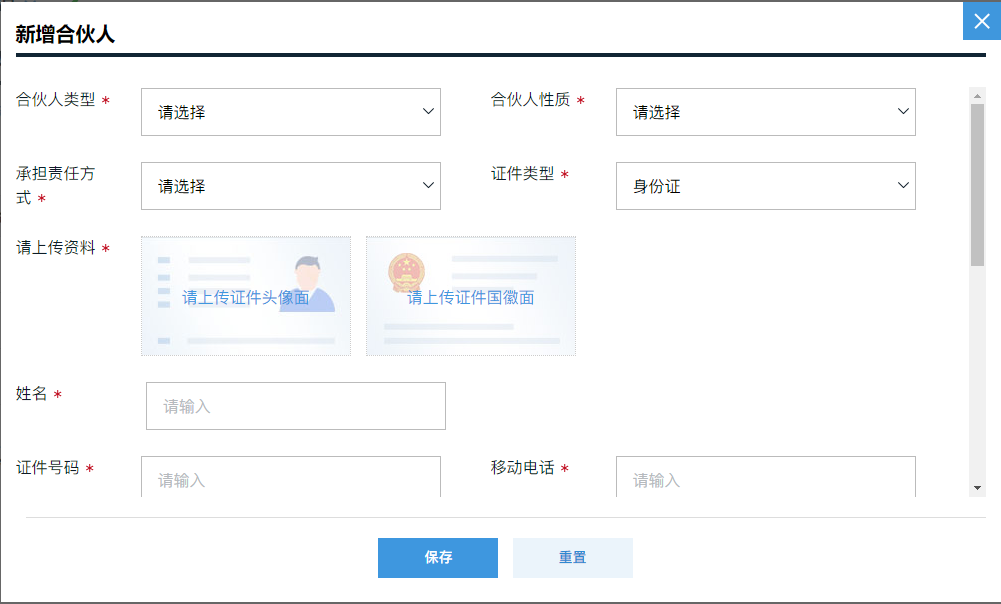 新增合伙人
合伙人类型 *
请选择
合伙人性质 *
请选择
承担责任方
式 *
请选择
证件类型 *
身份证
请上传资料 *
请上传证件头像面
请上传证件国徽面
姓名 *
请输入
证件号码 *
请输入
移动电话 *
请输入
保存
重置